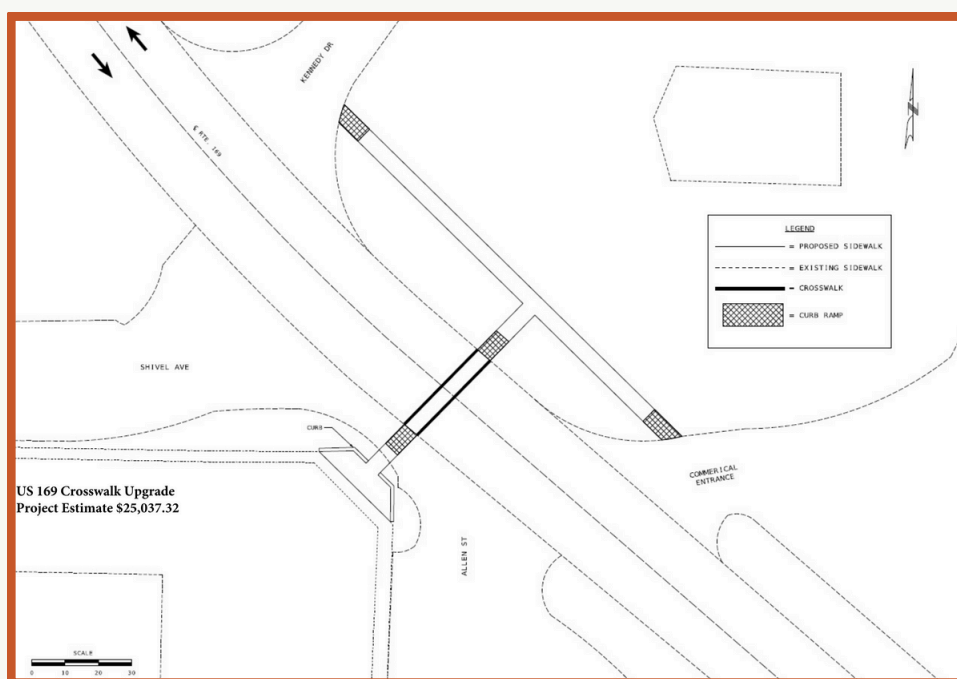 KENNEDY DR
℄ RTE. 169
N
LEGEND
= PROPOSED SIDEWALK
= EXISTING SIDEWALK
= CROSSWALK
= CURB RAMP
SHIVEL AVE
CURB
COMMERICAL
ENTRANCE
US 169 Crosswalk Upgrade
Project Estimate $25,037.32
ALLEN ST
SCALE
0 10 20 30